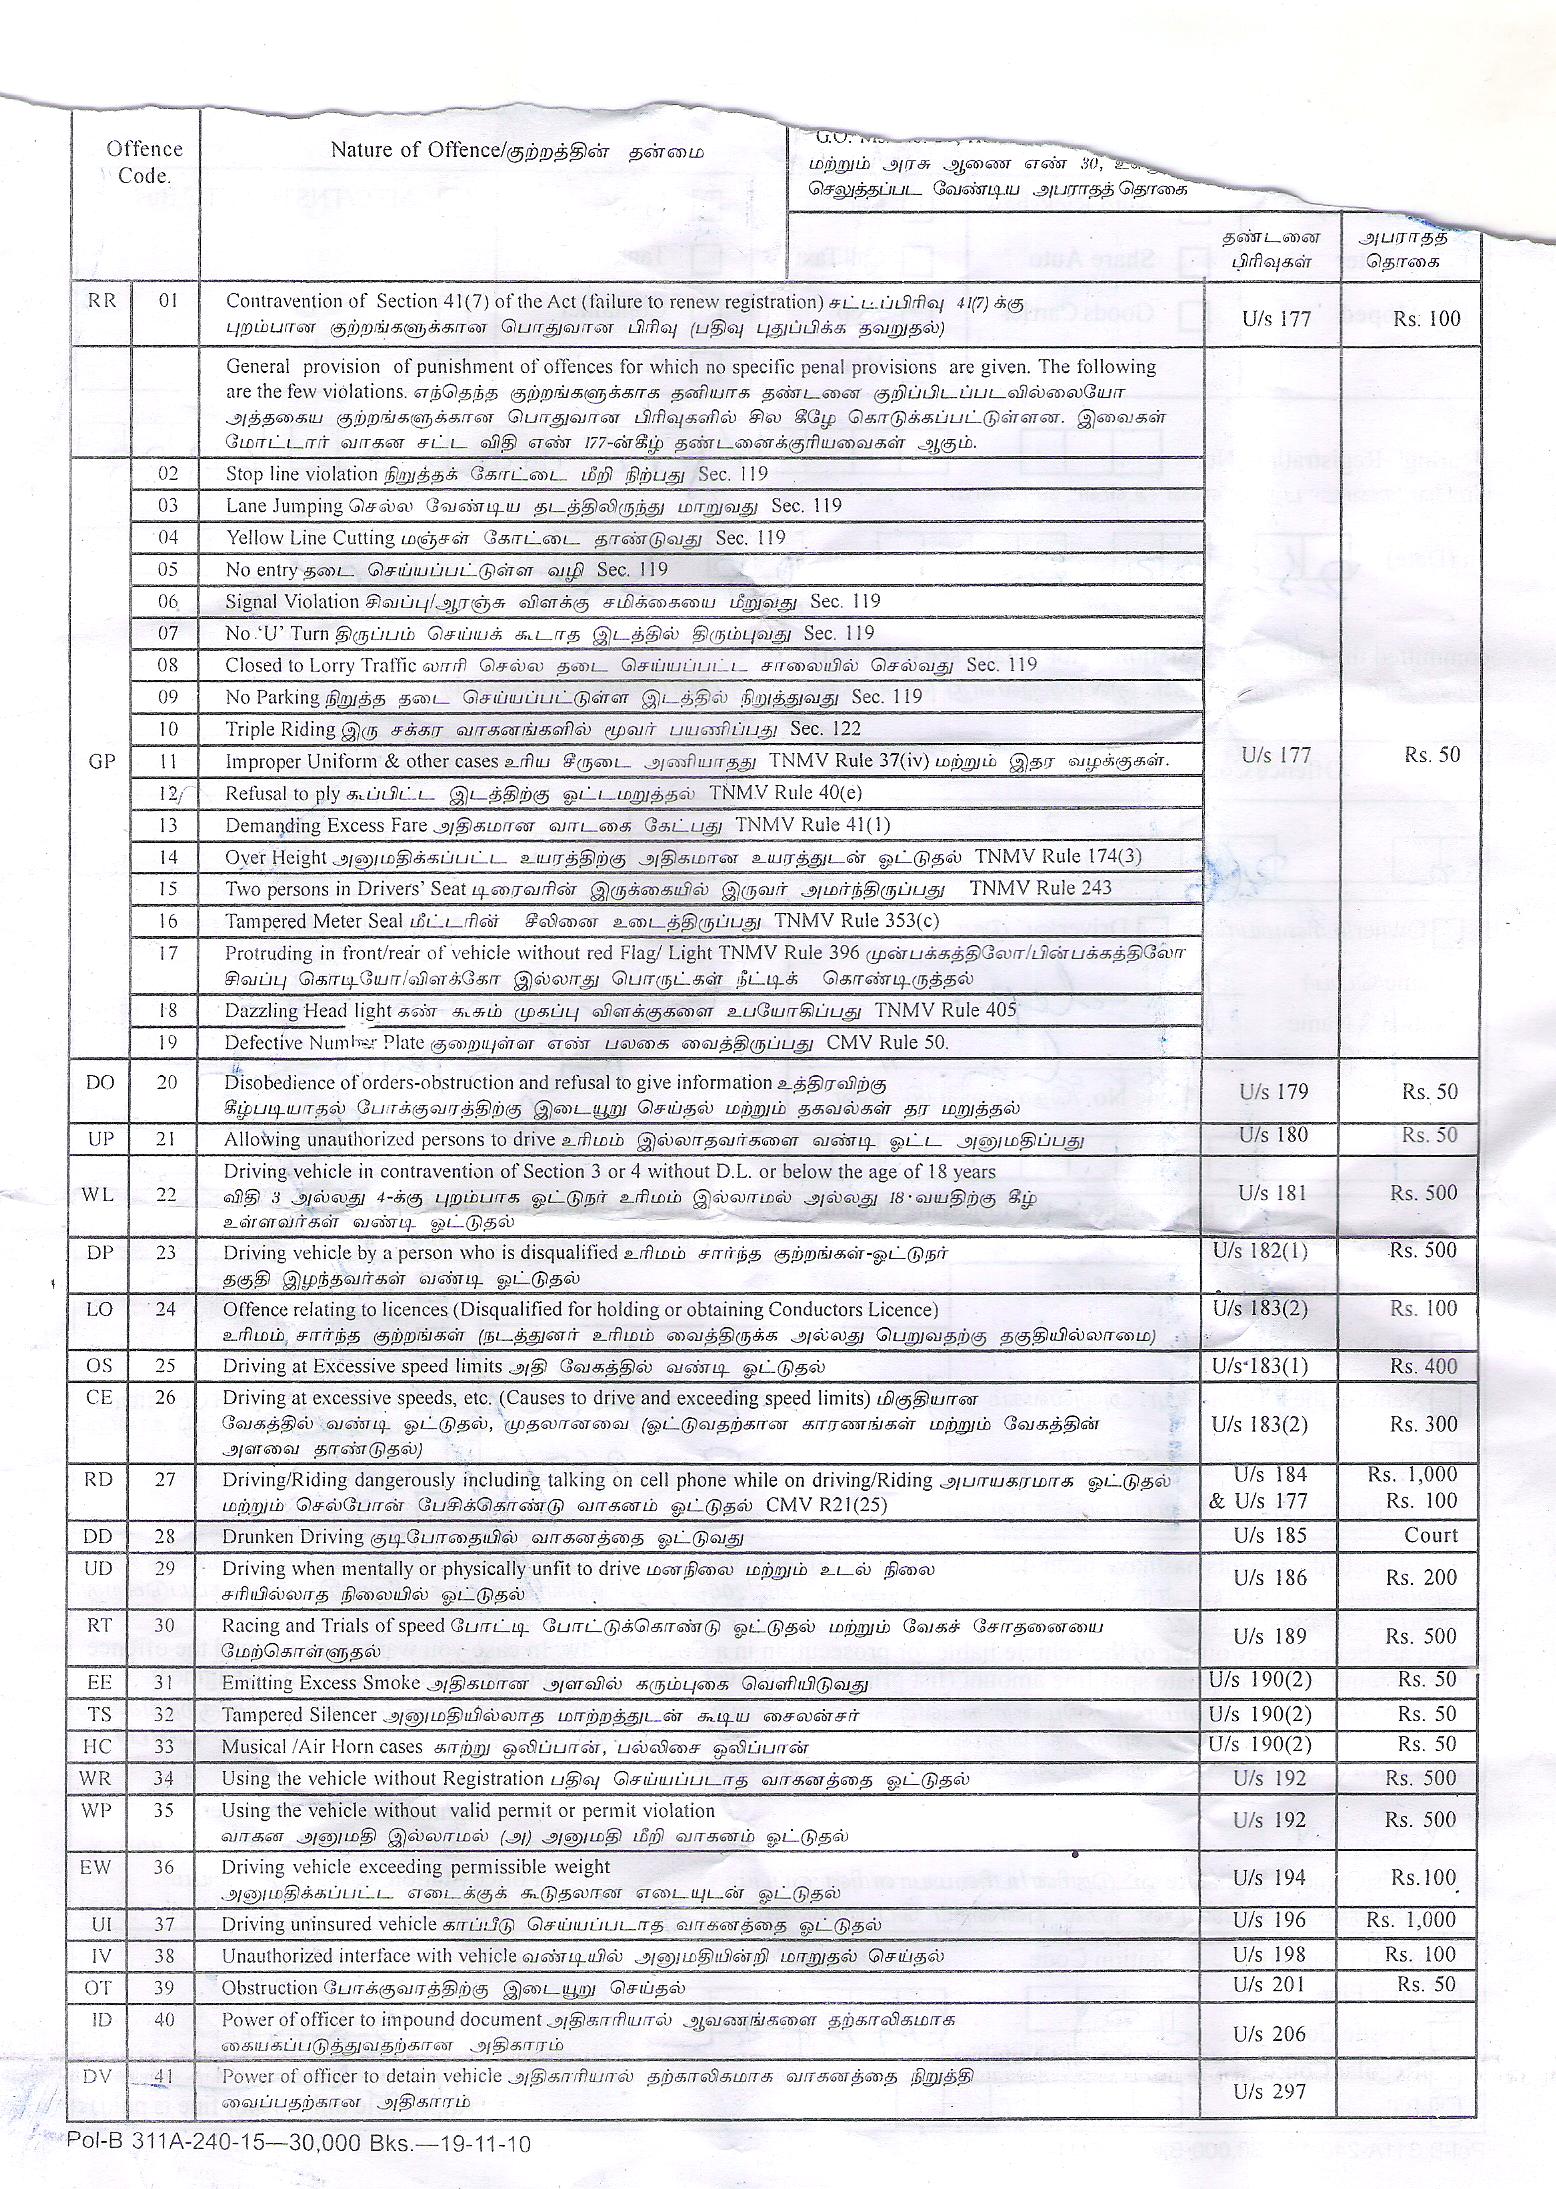 Offence Code.
Nature of Offence/குற்றத்தின் தன்மை
மற்றும் அரசு ஆணை எண் 30,
செலுத்தப்பட வேண்டிய அபராதத் தொகை
தண்டனை பிரிவுகள்
அபராதத் தொகை
RR 01 Contravention of Section 41(7) of the Act (failure to renew registration) சட்டப்பிரிவு 41(7) க்கு
புறம்பான குற்றங்களுக்கான பொதுவான பிரிவு (பதிவு புதுப்பிக்க தவறுதல்) U/s 177 Rs. 100
General provision of punishment of offences for which no specific penal provisions are given. The following
are the few violations. எந்தெந்த குற்றங்களுக்காக தனியாக தண்டனை குறிப்பிடப்படவில்லையோ
அத்தகைய குற்றங்களுக்கான பொதுவான பிரிவுகளில் சில கீழே கொடுக்கப்பட்டுள்ளன. இவைகள்
மோட்டார் வாகன சட்ட விதி எண் 177-ன்கீழ் தண்டனைக்குரியவைகள் ஆகும்.
02 Stop line violation நிறுத்தக் கோட்டை மீறி நிற்பது Sec. 119
03 Lane Jumping செல்ல வேண்டிய தடத்திலிருந்து மாறுவது Sec. 119
04 Yellow Line Cutting மஞ்சள் கோட்டை தாண்டுவது Sec. 119
05 No entry தடை செய்யப்பட்டுள்ள வழி Sec. 119
06 Signal Violation சிவப்பு/ஆரஞ்சு விளக்கு சமிக்கையை மீறுவது Sec. 119
07 No 'U' Turn திருப்பம் செய்யக் கூடாத இடத்தில் திரும்புவது Sec. 119
08 Closed to Lorry Traffic லாரி செல்ல தடை செய்யப்பட்ட சாலையில் செல்வது Sec. 119
09 No Parking நிறுத்த தடை செய்யப்பட்டுள்ள இடத்தில் நிறுத்துவது Sec. 119
10 Triple Riding இரு சக்கர வாகனங்களில் மூவர் பயணிப்பது Sec. 122
GP 11 Improper Uniform & other cases உரிய சீருடை அணியாதது TNMV Rule 37(iv) மற்றும் இதர வழக்குகள். U/s 177 Rs. 50
12 Refusal to ply கூப்பிட்ட இடத்திற்கு ஓட்டமறுத்தல் TNMV Rule 40(e)
13 Demanding Excess Fare அதிகமான வாடகை கேட்பது TNMV Rule 41(1)
14 Over Height அனுமதிக்கப்பட்ட உயரத்திற்கு அதிகமான உயரத்துடன் ஓட்டுதல் TNMV Rule 174(3)
15 Two persons in Drivers' Seat டிரைவரின் இருக்கையில் இருவர் அமர்ந்திருப்பது TNMV Rule 243
16 Tampered Meter Seal மீட்டரின் சீலினை உடைத்திருப்பது TNMV Rule 353(c)
17 Protruding in front/rear of vehicle without red Flag/ Light TNMV Rule 396 முன்பக்கத்திலோ/பின்பக்கத்திலோ
சிவப்பு கொடியோ/விளக்கோ இல்லாது பொருட்கள் நீட்டிக் கொண்டிருத்தல்
18 Dazzling Head light கண் கூசும் முகப்பு விளக்குகளை உபயோகிப்பது TNMV Rule 405
19 Defective Number Plate குறையுள்ள எண் பலகை வைத்திருப்பது CMV Rule 50.
DO 20 Disobedience of orders-obstruction and refusal to give information உத்திரவிற்கு
கீழ்படியாதல் போக்குவரத்திற்கு இடையூறு செய்தல் மற்றும் தகவல்கள் தர மறுத்தல் U/s 179 Rs. 50
UP 21 Allowing unauthorized persons to drive உரிமம் இல்லாதவர்களை வண்டி ஓட்ட அனுமதிப்பது U/s 180 Rs. 50
Driving vehicle in contravention of Section 3 or 4 without D.L. or below the age of 18 years
WL 22 விதி 3 அல்லது 4-க்கு புறம்பாக ஓட்டுநர் உரிமம் இல்லாமல் அல்லது 18 வயதிற்கு கீழ் U/s 181 Rs. 500
உள்ளவர்கள் வண்டி ஓட்டுதல்
DP 23 Driving vehicle by a person who is disqualified உரிமம் சார்ந்த குற்றங்கள்-ஓட்டுநர் U/s 182(1) Rs. 500
தகுதி இழந்தவர்கள் வண்டி ஓட்டுதல்
LO 24 Offence relating to licences (Disqualified for holding or obtaining Conductors Licence) U/s 183(2) Rs. 100
உரிமம் சார்ந்த குற்றங்கள் (நடத்துனர் உரிமம் வைத்திருக்க அல்லது பெறுவதற்கு தகுதியில்லாமை)
OS 25 Driving at Excessive speed limits அதி வேகத்தில் வண்டி ஓட்டுதல் U/s 183(1) Rs. 400
CE 26 Driving at excessive speeds, etc. (Causes to drive and exceeding speed limits) மிகுதியான
வேகத்தில் வண்டி ஓட்டுதல், முதலானவை (ஓட்டுவதற்கான காரணங்கள் மற்றும் வேகத்தின் U/s 183(2) Rs. 300
அளவை தாண்டுதல்)
RD 27 Driving/Riding dangerously including talking on cell phone while on driving/Riding அபாயகரமாக ஓட்டுதல் U/s 184 Rs. 1,000
மற்றும் செல்போன் பேசிக்கொண்டு வாகனம் ஓட்டுதல் CMV R21(25) & U/s 177 Rs. 100
DD 28 Drunken Driving குடிபோதையில் வாகனத்தை ஓட்டுவது U/s 185 Court
UD 29 Driving when mentally or physically unfit to drive மனநிலை மற்றும் உடல் நிலை
சரியில்லாத நிலையில் ஓட்டுதல் U/s 186 Rs. 200
RT 30 Racing and Trials of speed போட்டி போட்டுக்கொண்டு ஓட்டுதல் மற்றும் வேகச் சோதனையை
மேற்கொள்ளுதல் U/s 189 Rs. 500
EE 31 Emitting Excess Smoke அதிகமான அளவில் கரும்புகை வெளியிடுவது U/s 190(2) Rs. 50
TS 32 Tampered Silencer அனுமதியில்லாத மாற்றத்துடன் கூடிய சைலன்சர் U/s 190(2) Rs. 50
HC 33 Musical /Air Horn cases காற்று ஒலிப்பான், பல்லிசை ஒலிப்பான் U/s 190(2) Rs. 50
WR 34 Using the vehicle without Registration பதிவு செய்யப்படாத வாகனத்தை ஓட்டுதல் U/s 192 Rs. 500
WP 35 Using the vehicle without valid permit or permit violation
வாகன அனுமதி இல்லாமல் (அ) அனுமதி மீறி வாகனம் ஓட்டுதல் U/s 192 Rs. 500
EW 36 Driving vehicle exceeding permissible weight
அனுமதிக்கப்பட்ட எடைக்குக் கூடுதலான எடையுடன் ஓட்டுதல் U/s 194 Rs.100
UI 37 Driving uninsured vehicle காப்பீடு செய்யப்படாத வாகனத்தை ஓட்டுதல் U/s 196 Rs. 1,000
IV 38 Unauthorized interface with vehicle வண்டியில் அனுமதியின்றி மாறுதல் செய்தல் U/s 198 Rs. 100
OT 39 Obstruction போக்குவரத்திற்கு இடையூறு செய்தல் U/s 201 Rs. 50
ID 40 Power of officer to impound document அதிகாரியால் ஆவணங்களை தற்காலிகமாக
கையகப்படுத்துவதற்கான அதிகாரம் U/s 206
DV 41 Power of officer to detain vehicle அதிகாரியால் தற்காலிகமாக வாகனத்தை நிறுத்தி
வைப்பதற்கான அதிகாரம் U/s 297
Pol-B 311A-240-15—30,000 Bks.—19-11-10